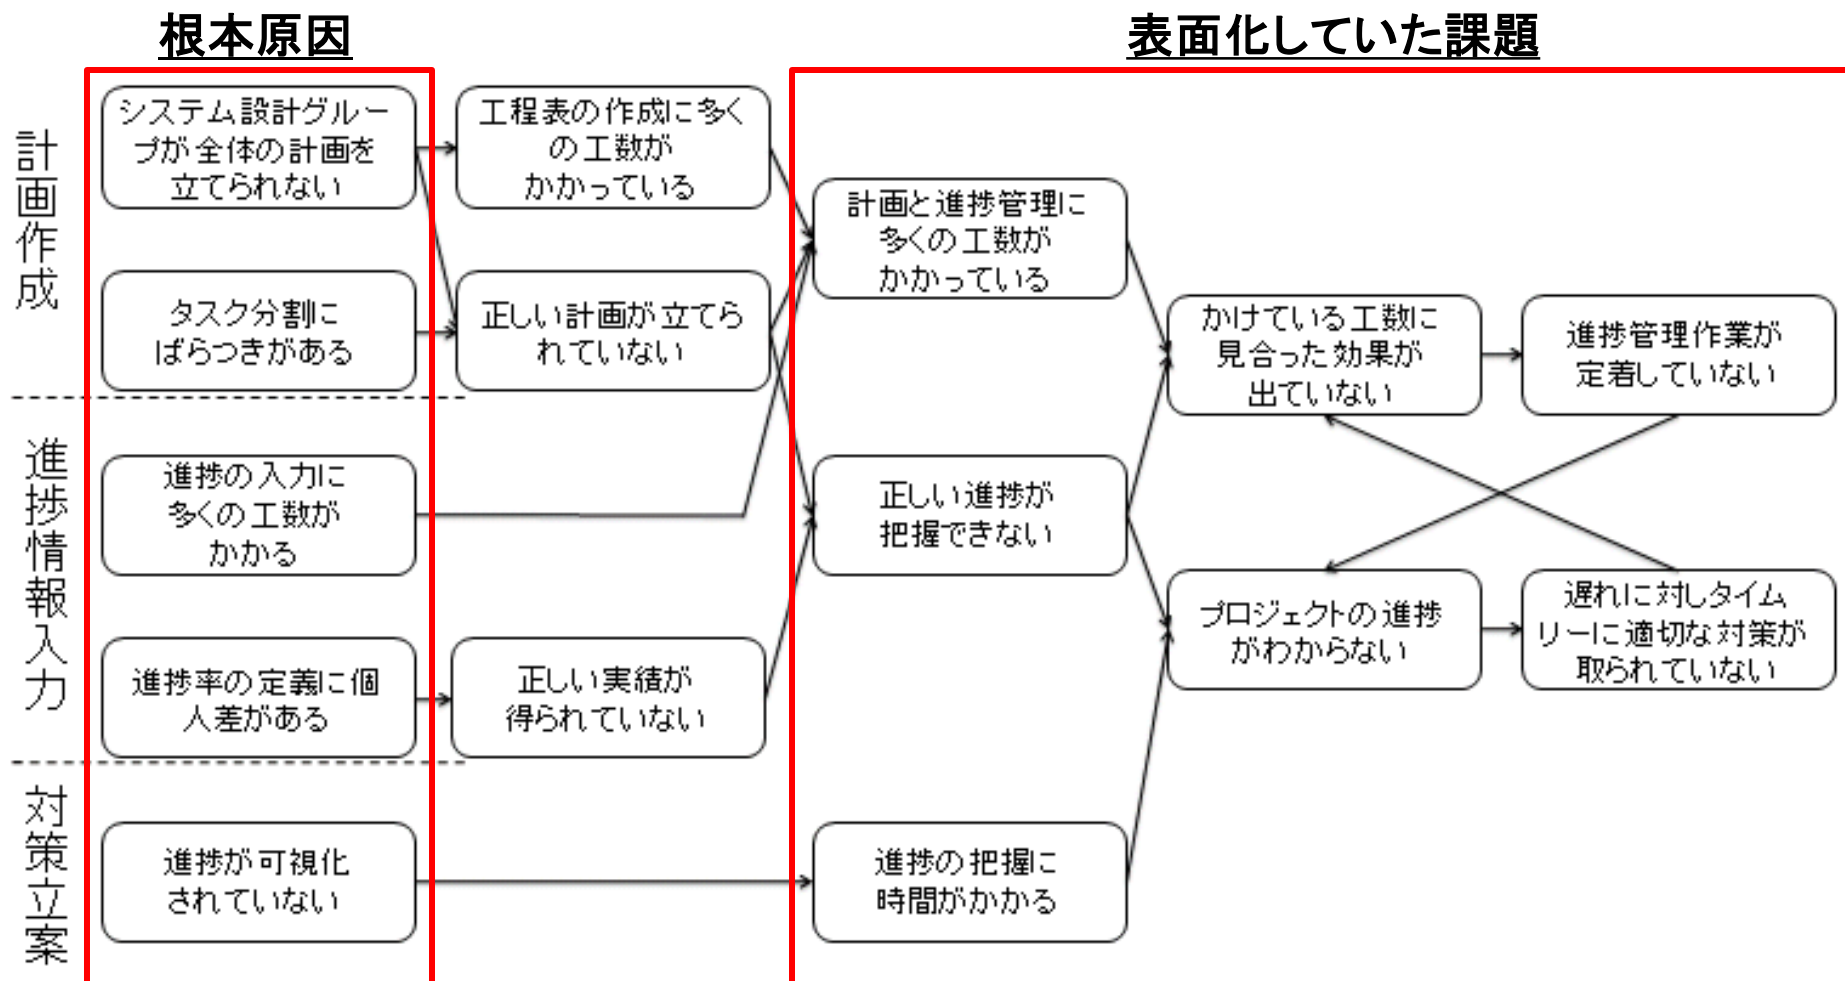 根本原因
表面化していた課題
計画作成
システム設計グルー
プが全体の計画を
立てられない
工程表の作成に多く
の工数が
かかっている
タスク分割に
ばらつきがある
正しい計画が立てら
れていない
計画と進捗管理に
多くの工数が
かかっている
かけている工数に
見合った効果が
出ていない
進捗管理作業が
定着していない
進捗情報入力
進捗の入力に
多くの工数が
かかる
正しい進捗が
把握できない
進捗率の定義に個
人差がある
正しい実績が
得られていない
プロジェクトの進捗
がわからない
遅れに対しタイム
リーに適切な対策が
取られていない
対策立案
進捗が可視化
されていない
進捗の把握に
時間がかかる